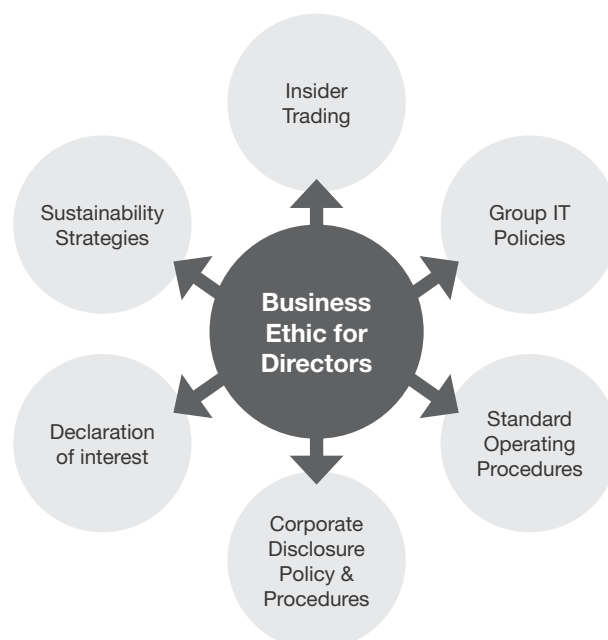 Insider
Trading
Sustainability
Strategies
Group IT
Policies
Business
Ethic for
Directors
Declaration
of interest
Standard
Operating
Procedures
Corporate
Disclosure
Policy &
Procedures